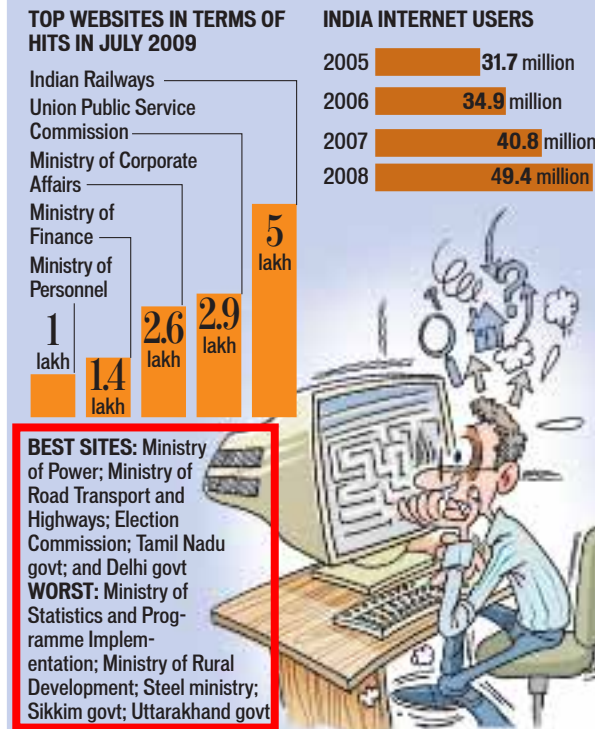 TOP WEBSITES IN TERMS OF
HITS IN JULY 2009
Indian Railways
Union Public Service
Commission
Ministry of Corporate
Affairs
Ministry of
Finance
Ministry of
Personnel
1
lakh
1.4
lakh
2.6
lakh
2.9
lakh
5
lakh
INDIA INTERNET USERS
2005 31.7 million
2006 34.9 million
2007 40.8 million
2008 49.4 million
BEST SITES: Ministry
of Power; Ministry of
Road Transport and
Highways; Election
Commission; Tamil Nadu
govt; and Delhi govt
WORST: Ministry of
Statistics and Prog-
ramme Implem-
entation; Ministry of Rural
Development; Steel ministry;
Sikkim govt; Uttarakhand govt